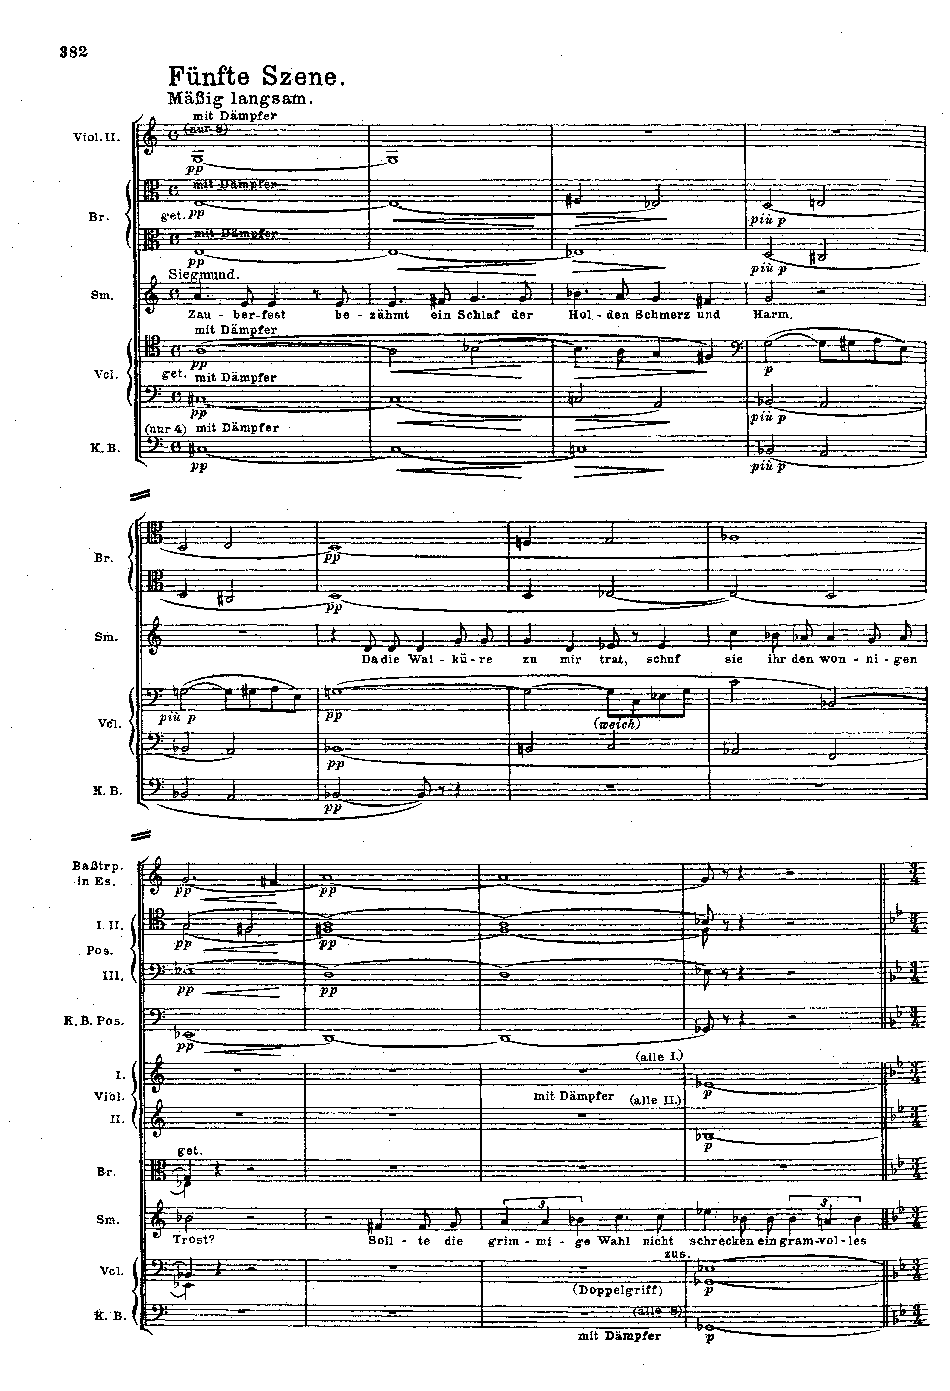 382
Fünfte Szene.
Mäßig langsam.
mit Dämpfer
Viol. II.
(nur 8)
pp
mit Dämpfer
Br.
get. pp
mit Dämpfer
più p
pp
più p
Siegmund.
Sm.
Zau - ber-fest be - zähmt ein Schlaf der Hol - den Schmerz und Harm.
mit Dämpfer
pp
p
Vcl.
get. mit Dämpfer
pp
più p
(nur 4) mit Dämpfer
K. B.
pp
più p
Br.
pp
pp
Sm.
Da die Wal - kü - re zu mir trat, schuf sie ihr den won - ni - gen
più p
pp
(weich)
Vcl.
pp
K. B.
pp
Baßtrp.
in Es.
pp
pp
I. II.
pp
pp
Pos.
III.
pp
pp
K. B. Pos.
pp
(alle I.)
I.
Viol.
mit Dämpfer
(alle II.)
p
II.
p
get.
Br.
Sm.
3
3
Trost? Soll - te die grim - mi - ge Wahl nicht schrecken ein gram-vol-les
zus.
Vcl.
(Doppelgriff)
p
K. B.
(alle 8)
mit Dämpfer
p